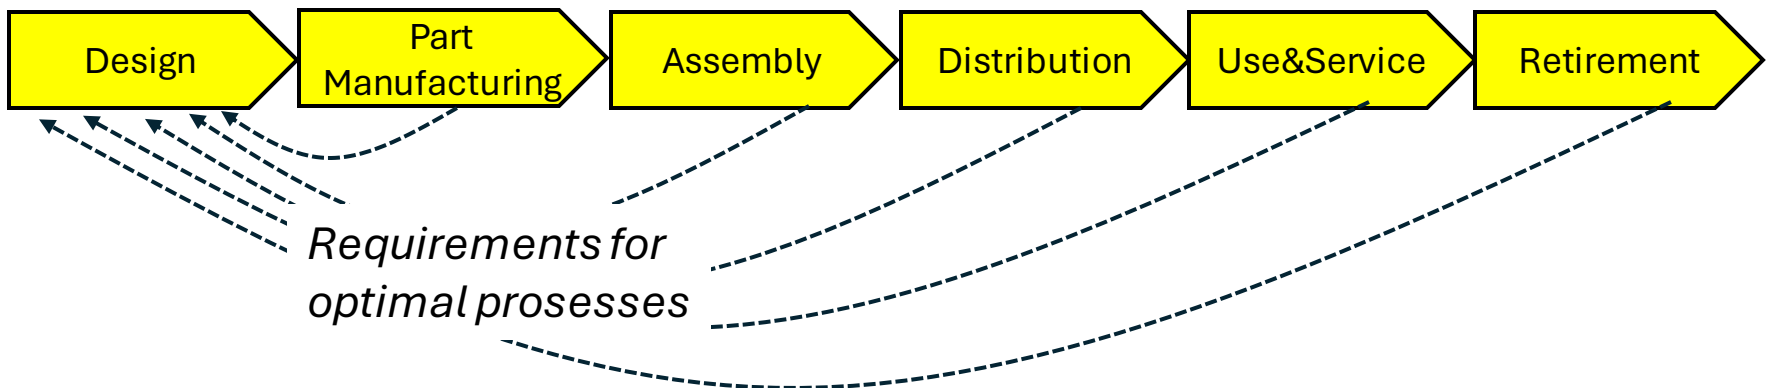 Design
Part
Manufacturing
Assembly
Distribution
Use&Service
Retirement
Requirements for
optimal prosesses